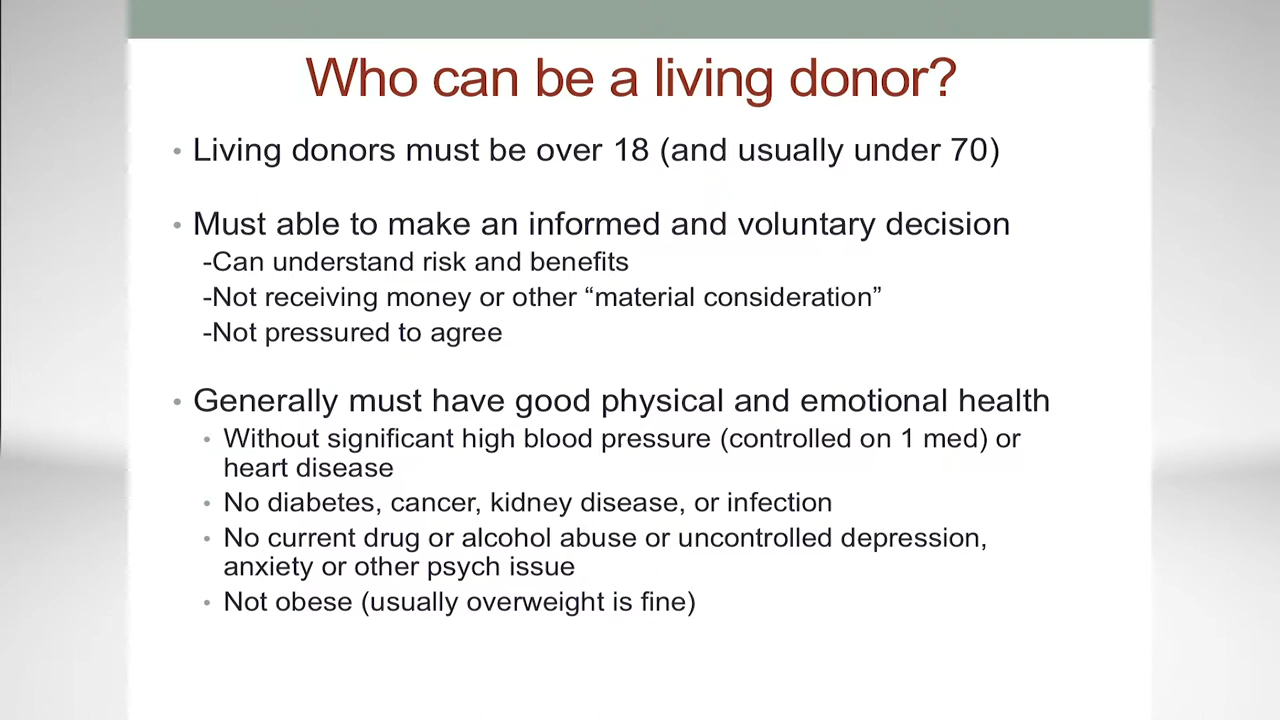 Who can be a living donor?
• Living donors must be over 18 (and usually under 70)
• Must able to make an informed and voluntary decision
-Can understand risk and benefits
-Not receiving money or other “material consideration”
-Not pressured to agree
• Generally must have good physical and emotional health
• Without significant high blood pressure (controlled on 1 med) or
heart disease
• No diabetes, cancer, kidney disease, or infection
• No current drug or alcohol abuse or uncontrolled depression,
anxiety or other psych issue
• Not obese (usually overweight is fine)